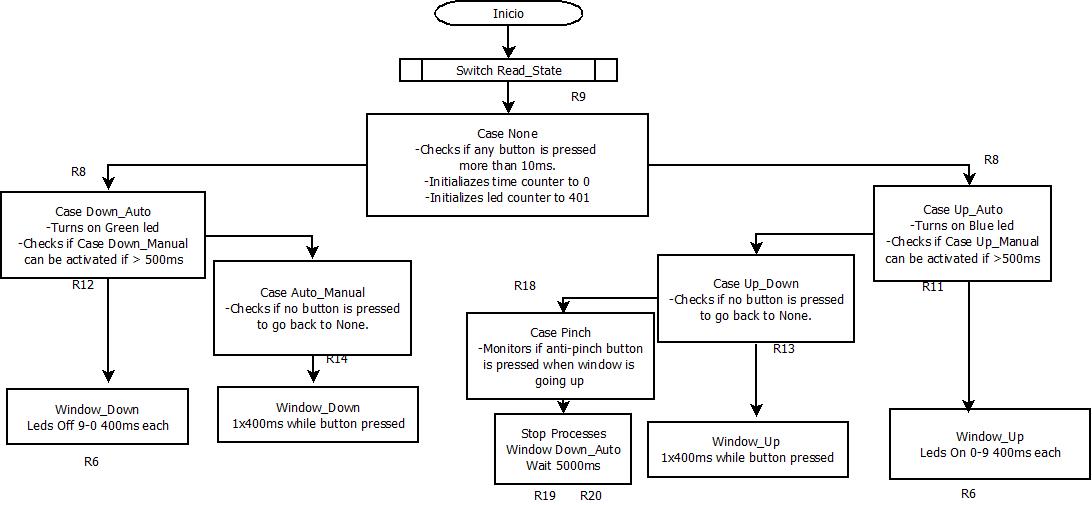 Inicio
Switch Read_State
R9
Case None
-Checks if any button is pressed
more than 10ms.
-Initialiazes time counter to 0
-Initializes led counter to 401
R8
R8
Case Down_Auto
-Turns on Green led
-Checks if Case Down_Manual
can be activated if > 500ms
R12
Case Up_Auto
-Turns on Blue led
-Checks if Case Up_Manual
can be activated if >500ms
R11
Case Auto_Manual
-Checks if no button is pressed
to go back to None.
R14
Case Up_Down
-Checks if no button is pressed
to go back to None.
R13
R18
Case Pinch
-Monitors if anti-pinch button
is pressed when window is
going up
Window_Down
Leds Off 9-0 400ms each
R6
Window_Down
1x400ms while button pressed
Stop Processes
Window Down_Auto
Wait 5000ms
R19 R20
Window_Up
1x400ms while button pressed
Window_Up
Leds On 0-9 400ms each
R6